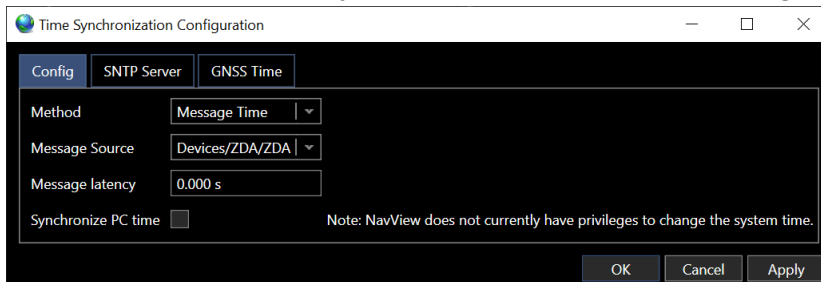 Time Synchronization Configuration
Config SNTP Server GNSS Time
Method Message Time
Message Source Devices/ZDA/ZDA
Message latency 0.000 s
Synchronize PC time Note: NavView does not currently have privileges to change the system time.
OK Cancel Apply